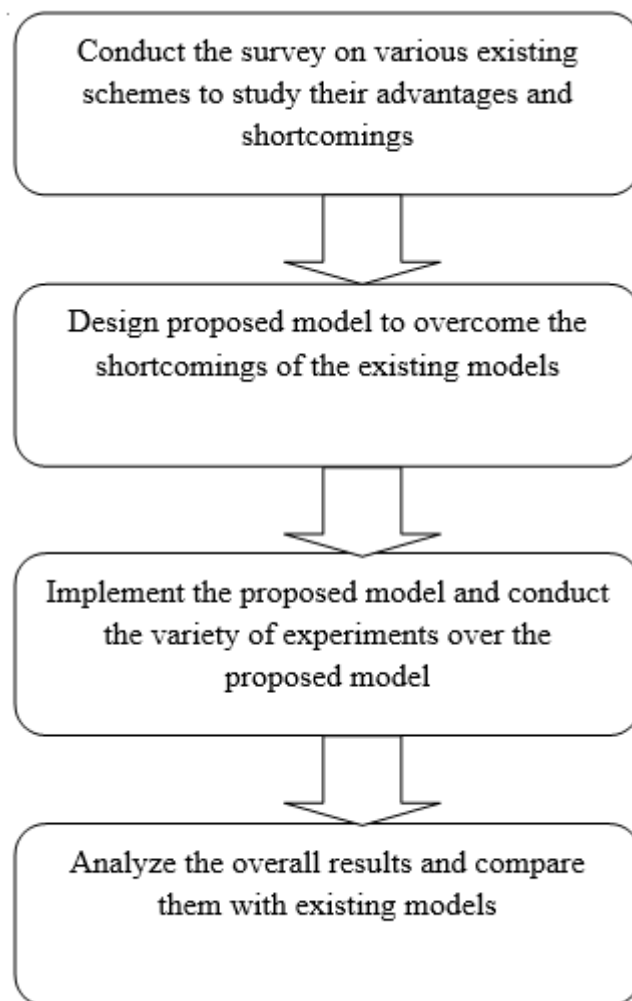 Conduct the survey on various existing
schemes to study their advantages and
shortcomings
Design proposed model to overcome the
shortcomings of the existing models
Implement the proposed model and conduct
the variety of experiments over the
proposed model
Analyze the overall results and compare
them with existing models